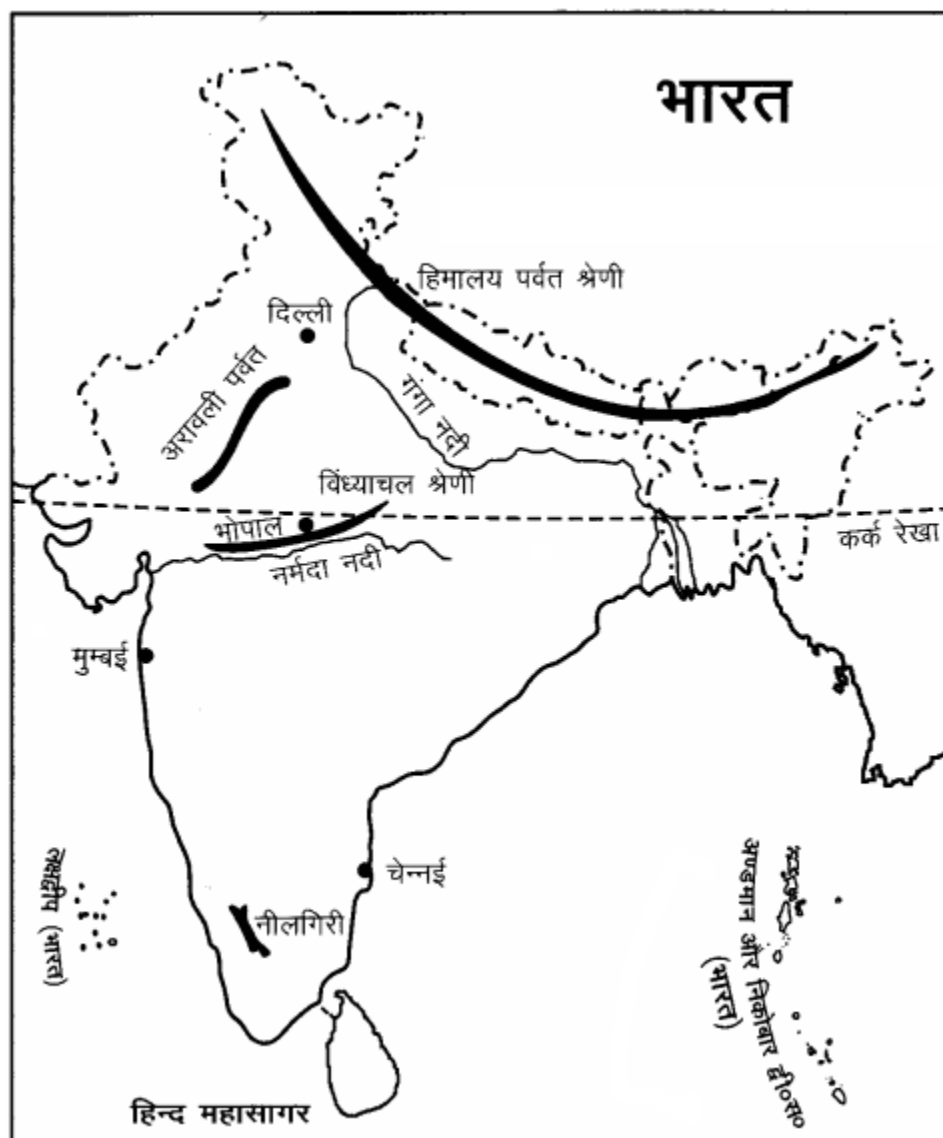 भारत
हिमालय पर्वत श्रेणी
दिल्ली
अरावली पर्वत
गंगा नदी
विंध्याचल श्रेणी
भोपाल
कर्क रेखा
नर्मदा नदी
मुम्बई
चेन्नई
लक्षद्वीप (भारत)
नीलगिरी
अण्डमान और निकोबार द्वी०स०
(भारत)
हिन्द महासागर